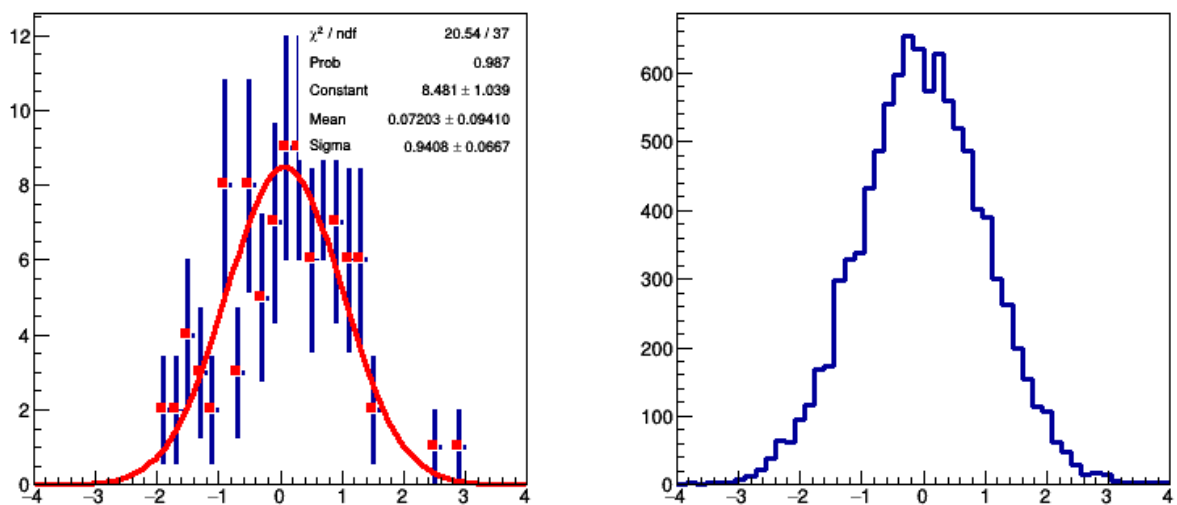 χ² / ndf 20.54 / 37
Prob 0.987
Constant 8.481 ± 1.039
Mean 0.07203 ± 0.09410
Sigma 0.9408 ± 0.0667
12
10
8
6
4
2
0
−4 −3 −2 −1 0 1 2 3 4
600
500
400
300
200
100
0
−4 −3 −2 −1 0 1 2 3 4